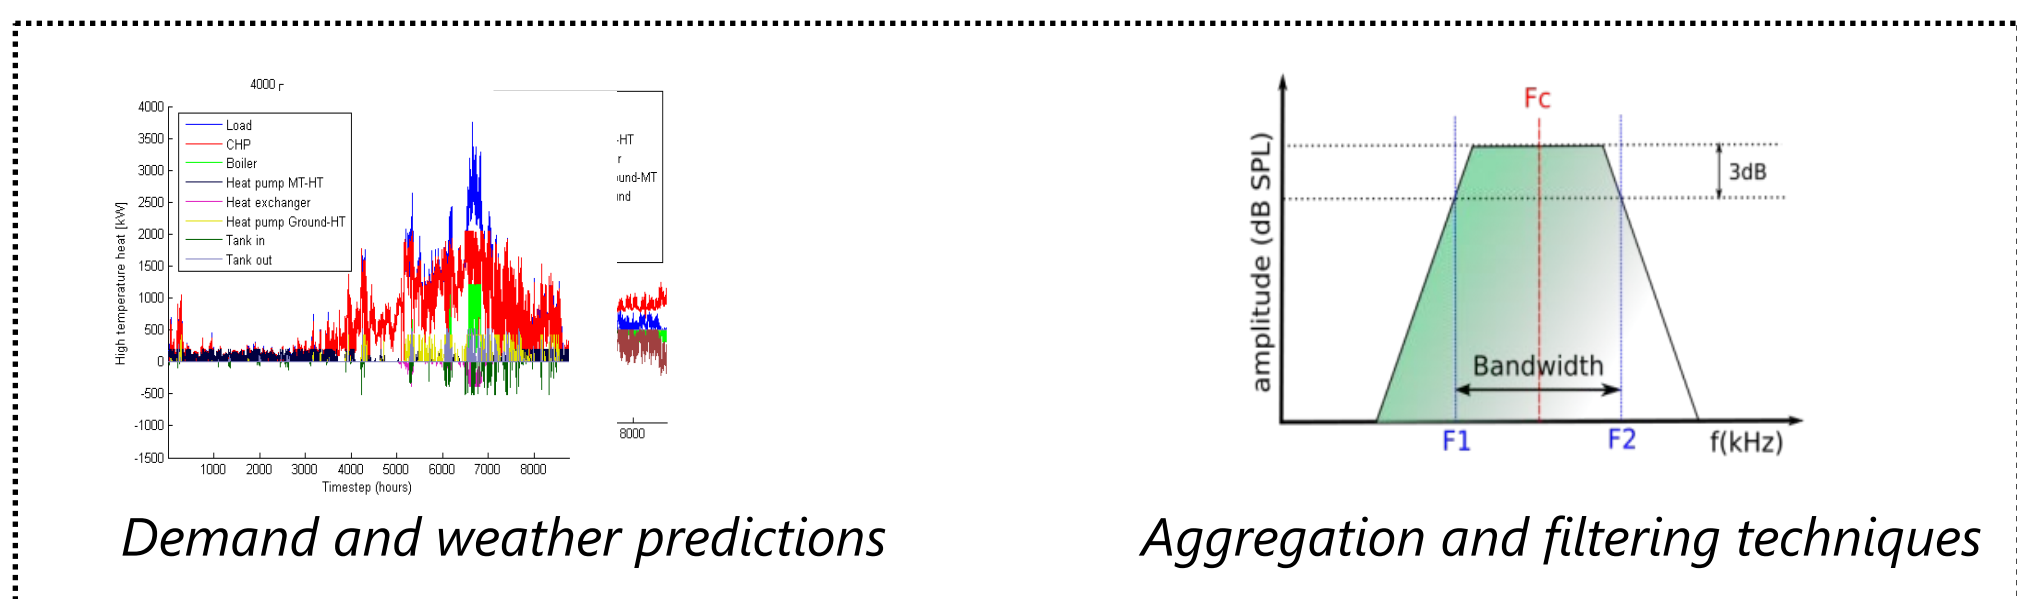 4000
4000
3500
3000
2500
2000
1500
1000
500
0
-500
-1000
-1500
High temperature heat [kW]
Load
CHP
Boiler
Heat pump MT-HT
Heat exchanger
Heat pump Ground-HT
Tank in
Tank out
1000 2000 3000 4000 5000 6000 7000 8000
Timestep (hours)
-HT
r
und-MT
nd
8000
Demand and weather predictions
amplitude (dB SPL)
Fc
3dB
Bandwidth
F1
F2
f(kHz)
Aggregation and filtering techniques